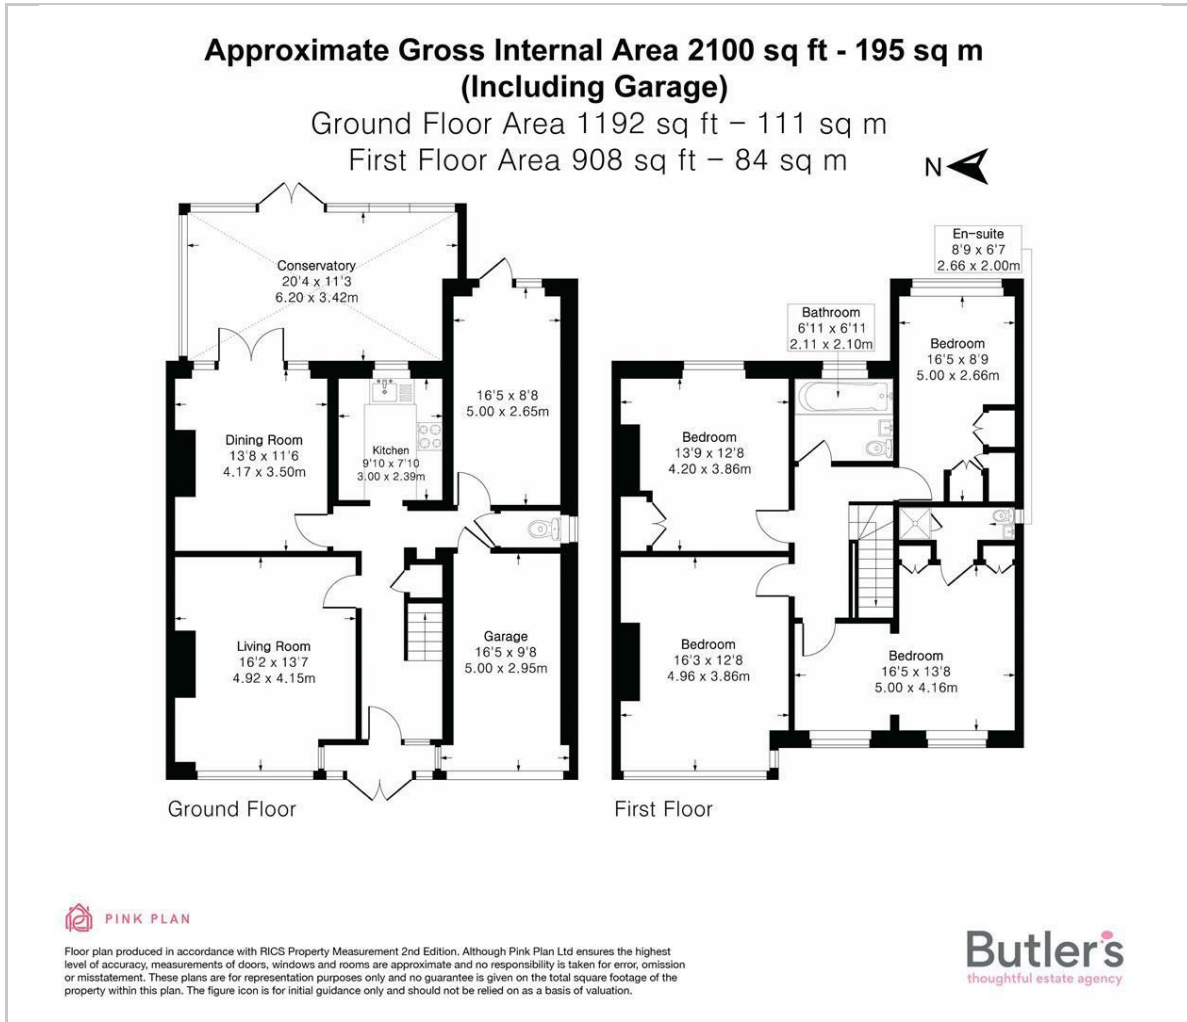 Approximate Gross Internal Area 2100 sq ft - 195 sq m
(Including Garage)
Ground Floor Area 1192 sq ft – 111 sq m
First Floor Area 908 sq ft – 84 sq m
N
Conservatory
20'4 x 11'3
6.20 x 3.42m
16'5 x 8'8
5.00 x 2.65m
Dining Room
13'8 x 11'6
4.17 x 3.50m
Kitchen
9'10 x 7'10
3.00 x 2.39m
Living Room
16'2 x 13'7
4.92 x 4.15m
Garage
16'5 x 9'8
5.00 x 2.95m
Ground Floor
En-suite
8'9 x 6'7
2.66 x 2.00m
Bathroom
6'11 x 6'11
2.11 x 2.10m
Bedroom
16'5 x 8'9
5.00 x 2.66m
Bedroom
13'9 x 12'8
4.20 x 3.86m
Bedroom
16'3 x 12'8
4.96 x 3.86m
Bedroom
16'5 x 13'8
5.00 x 4.16m
First Floor
PINK PLAN
Floor plan produced in accordance with RICS Property Measurement 2nd Edition. Although Pink Plan Ltd ensures the highest
level of accuracy, measurements of doors, windows and rooms are approximate and no responsibility is taken for error, omission
or misstatement. These plans are for representation purposes only and no guarantee is given on the total square footage of the
property within this plan. The figure icon is for initial guidance only and should not be relied on as a basis of valuation.
Butler's
thoughtful estate agency